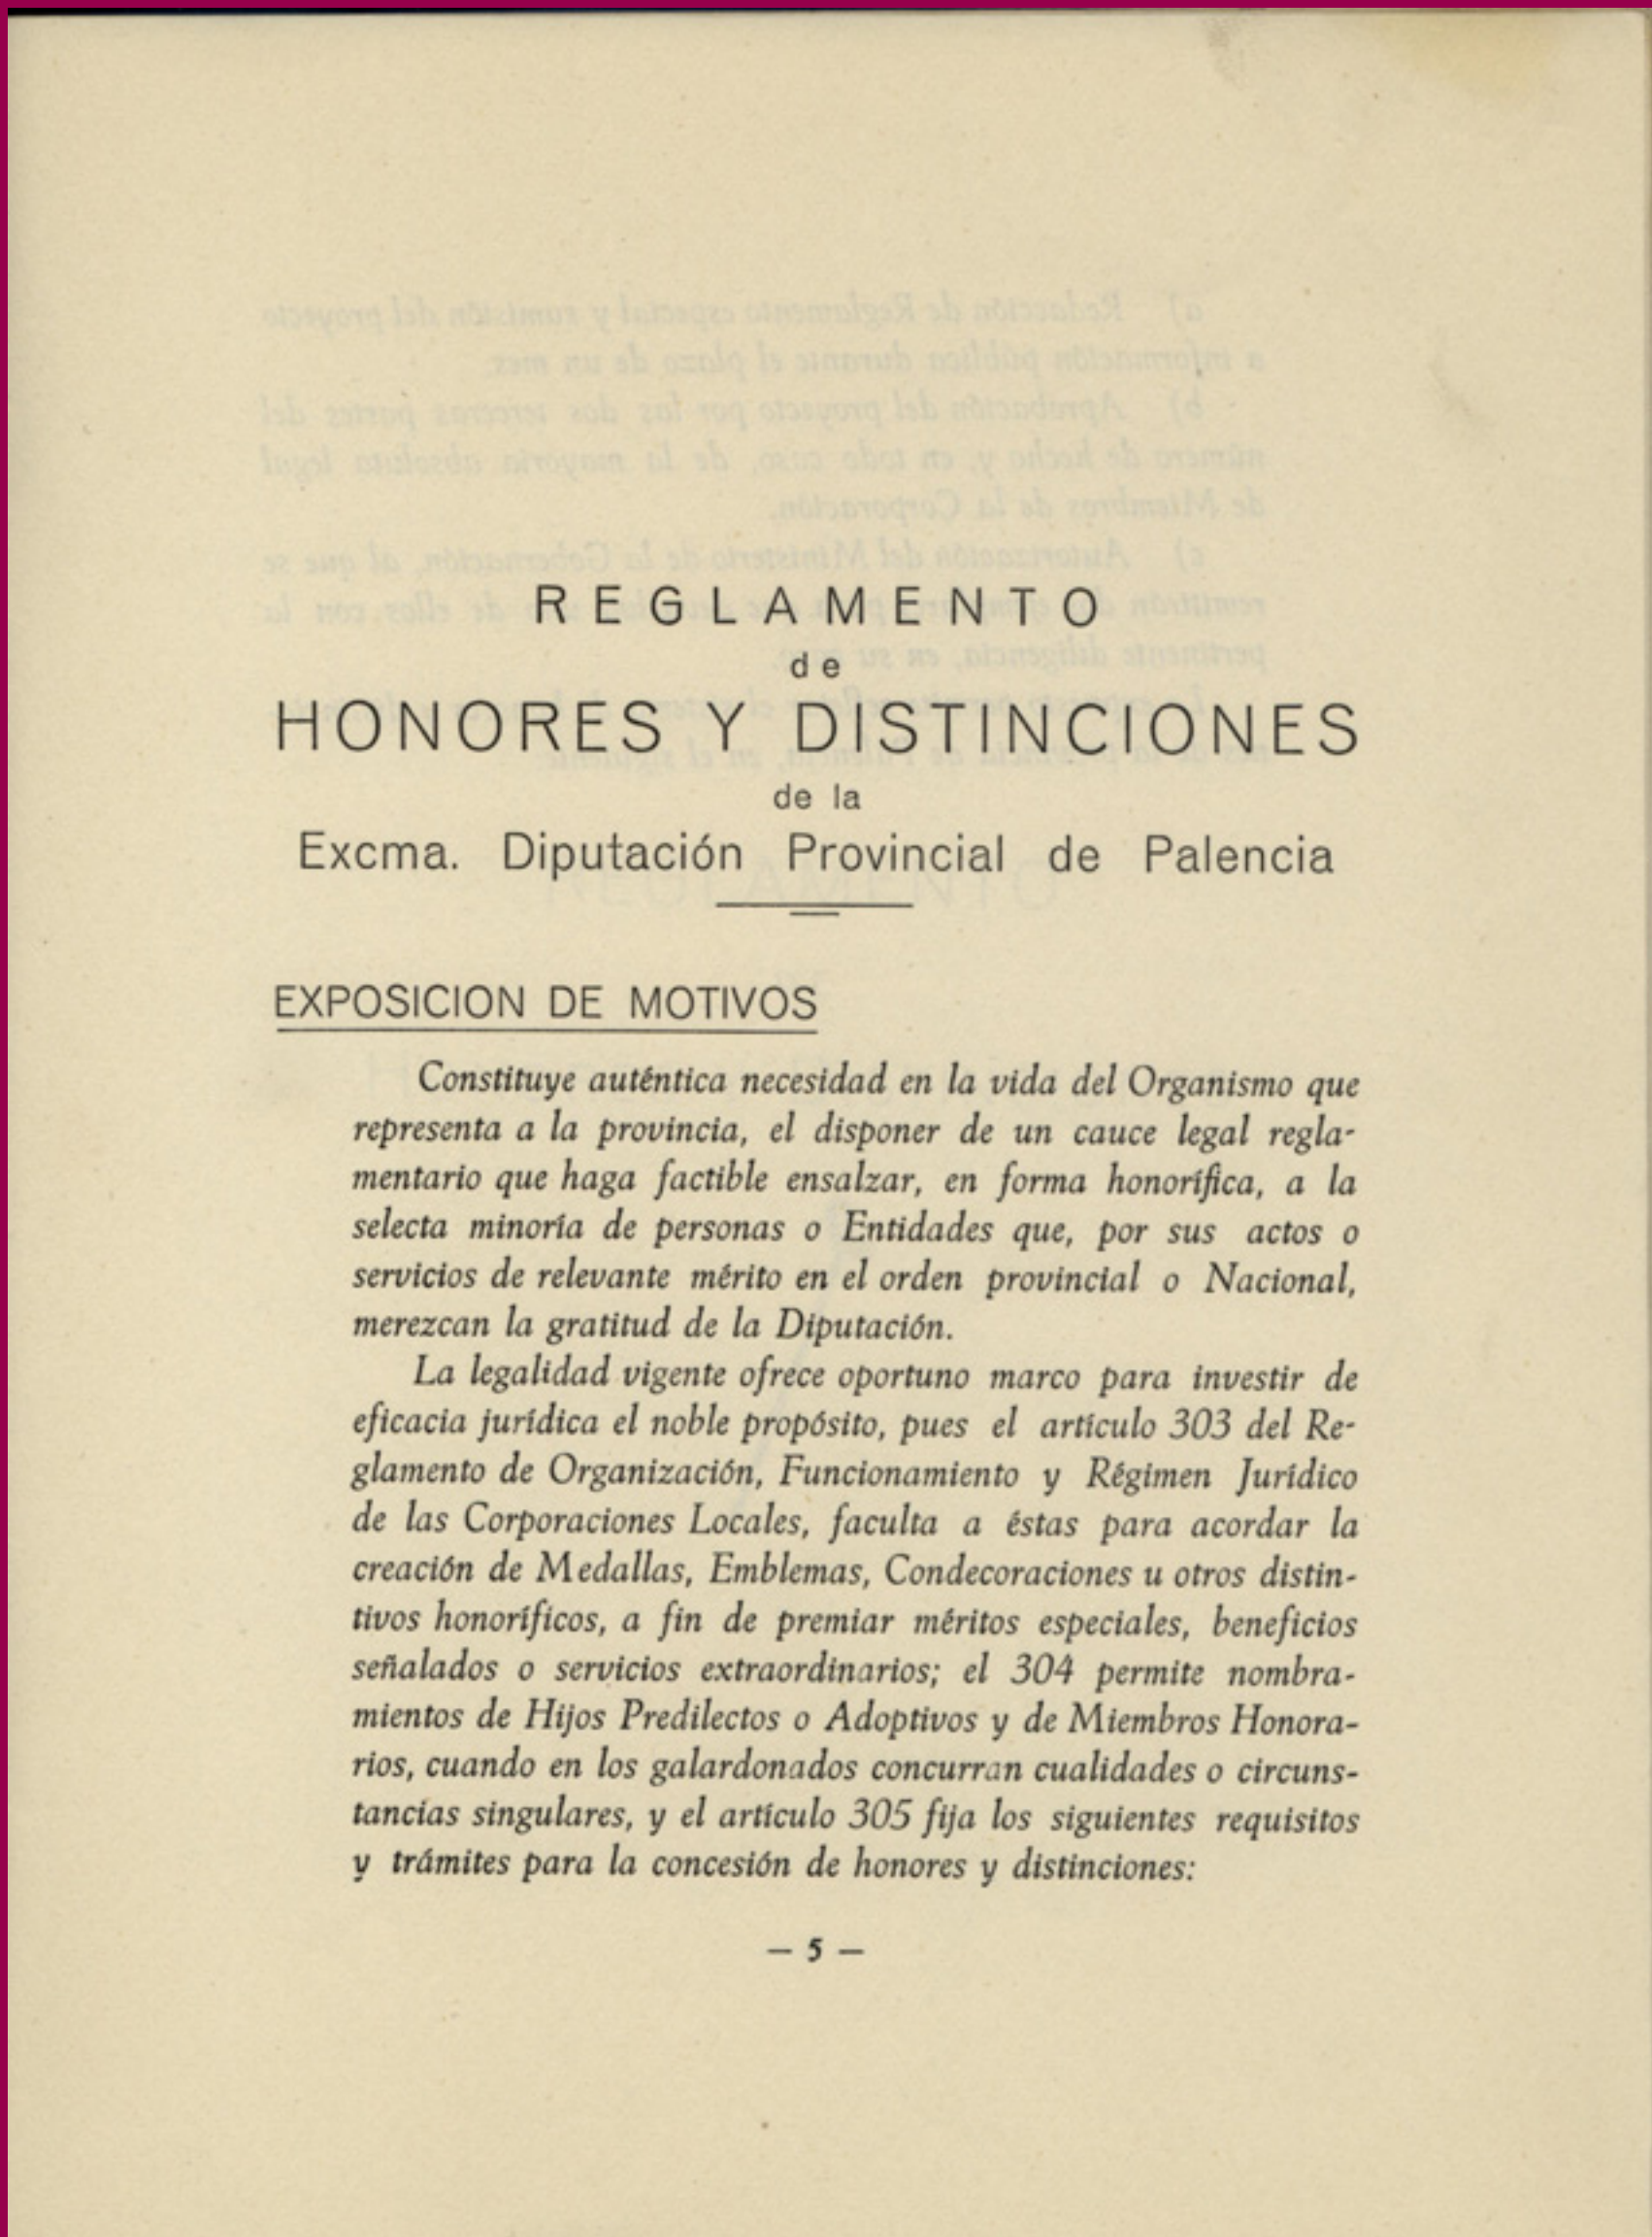 REGLAMENTO
de
HONORES Y DISTINCIONES
de la
Excma. Diputación Provincial de Palencia
EXPOSICION DE MOTIVOS
Constituye auténtica necesidad en la vida del Organismo que
representa a la provincia, el disponer de un cauce legal regla-
mentario que haga factible ensalzar, en forma honorífica, a la
selecta minoría de personas o Entidades que, por sus actos o
servicios de relevante mérito en el orden provincial o Nacional,
merezcan la gratitud de la Diputación.
La legalidad vigente ofrece oportuno marco para investir de
eficacia jurídica el noble propósito, pues el artículo 303 del Re-
glamento de Organización, Funcionamiento y Régimen Jurídico
de las Corporaciones Locales, faculta a éstas para acordar la
creación de Medallas, Emblemas, Condecoraciones u otros distin-
tivos honoríficos, a fin de premiar méritos especiales, beneficios
señalados o servicios extraordinarios; el 304 permite nombra-
mientos de Hijos Predilectos o Adoptivos y de Miembros Honora-
rios, cuando en los galardonados concurran cualidades o circuns-
tancias singulares, y el artículo 305 fija los siguientes requisitos
y trámites para la concesión de honores y distinciones:
— 5 —